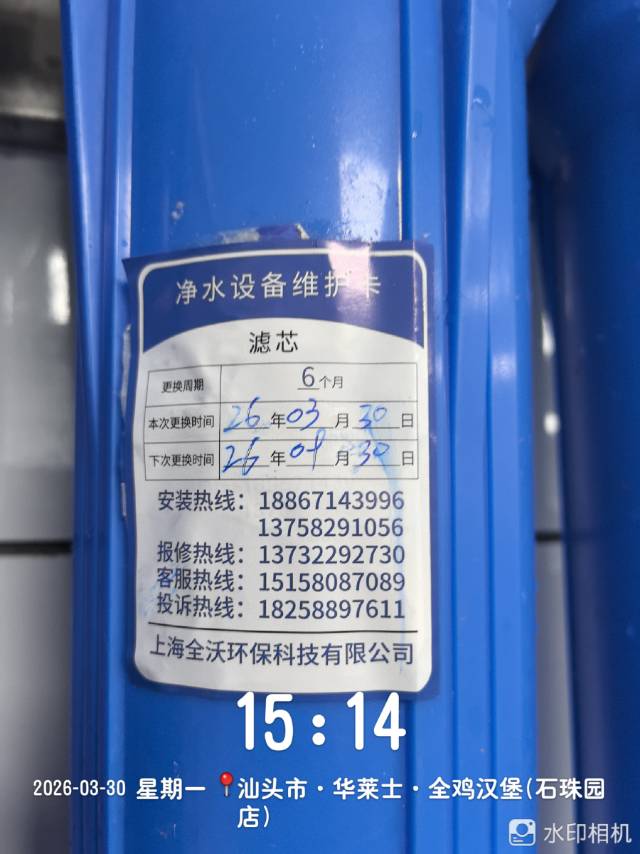 净水设备维护卡
滤芯
更换周期 6个月
本次更换时间 26年03月30日
下次更换时间 26年09月30日
安装热线：18867143996
13758291056
报修热线：13732292730
客服热线：15158087089
投诉热线：18258897611
上海全沃环保科技有限公司
15:14
2026-03-30 星期一 汕头市·华莱士·全鸡汉堡(石珠园
店)
水印相机